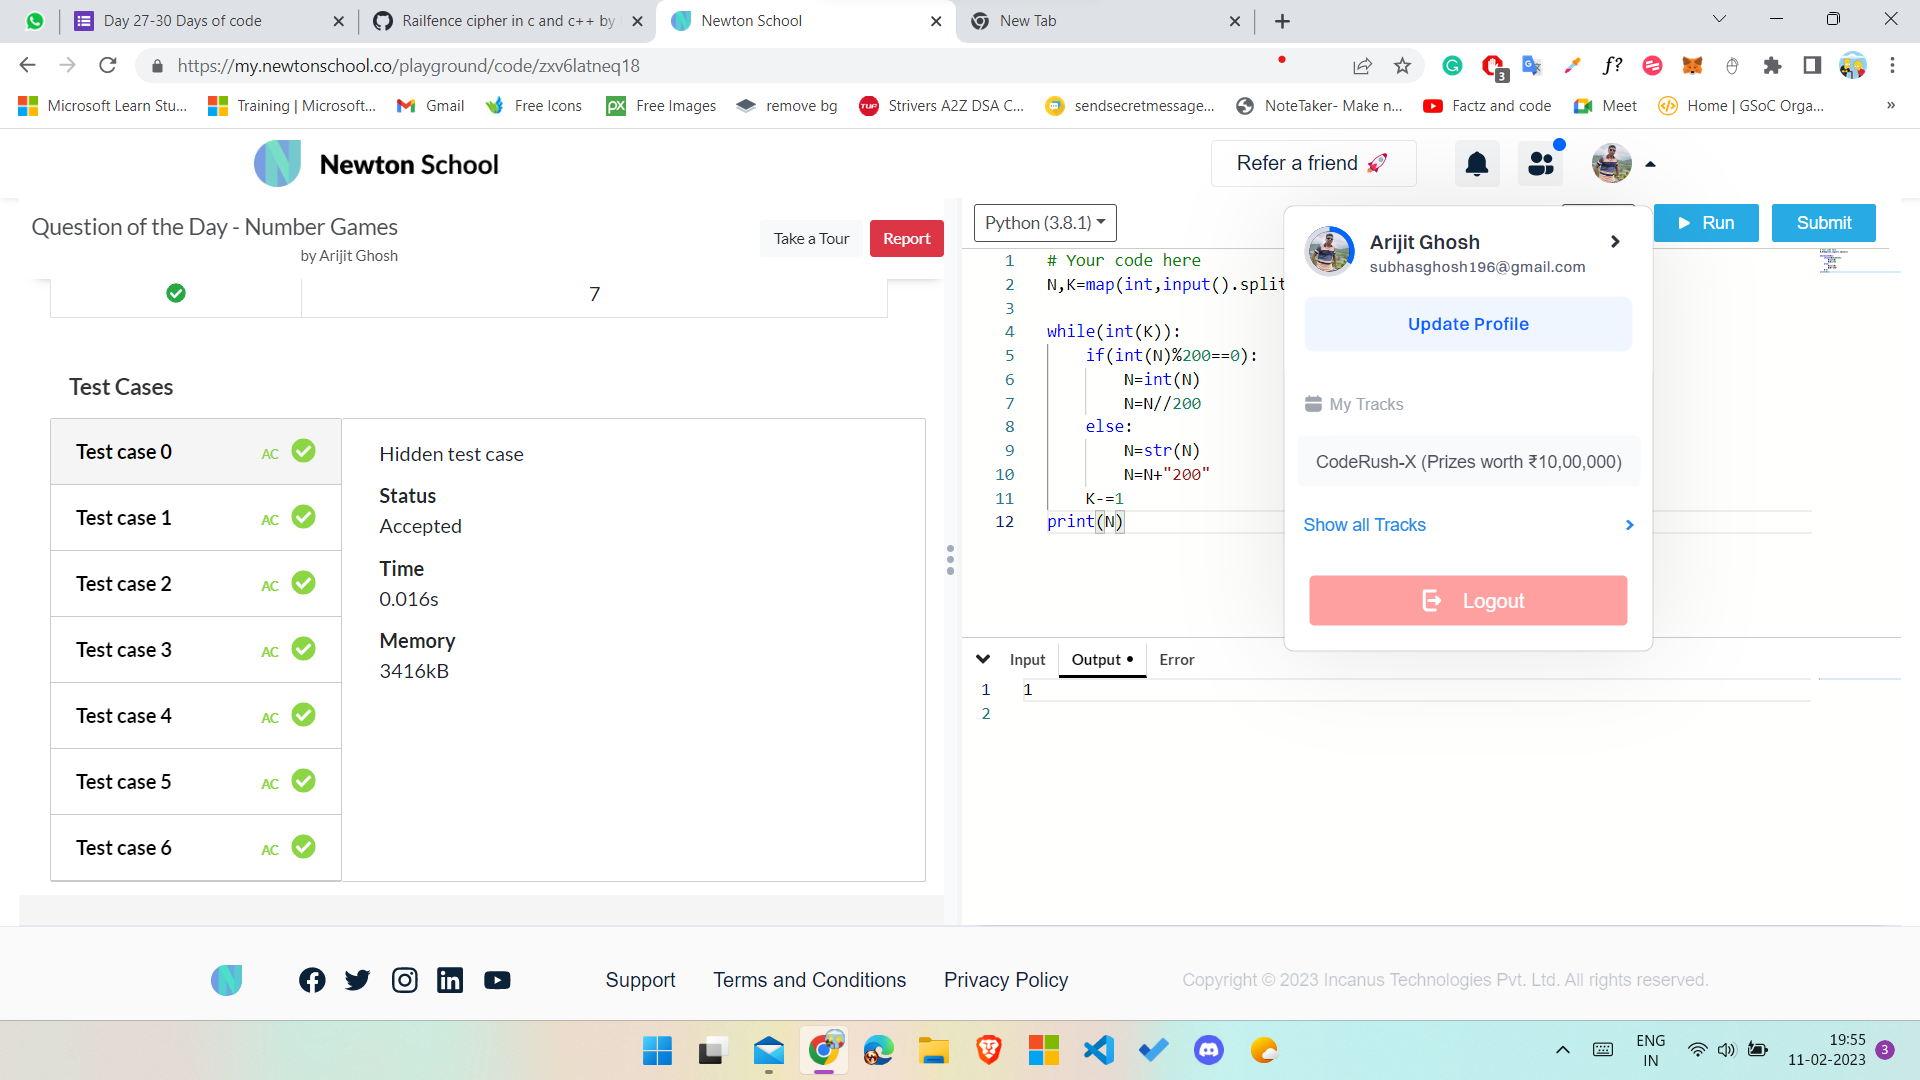 Day 27-30 Days of code
Railfence cipher in c and c++ by
Newton School
New Tab
https://my.newtonschool.co/playground/code/zxv6latneq18
3
f?
Microsoft Learn Stu...
Training | Microsoft...
Gmail
Free Icons
px
Free Images
remove bg
TUF
Strivers A2Z DSA C...
sendsecretmessage...
NoteTaker- Make n...
Factz and code
Meet
Home | GSoC Orga...
»
Newton School
Refer a friend 🚀
Question of the Day - Number Games
by Arijit Ghosh
Take a Tour
Report
7
Test Cases
Test case 0 AC
Test case 1 AC
Test case 2 AC
Test case 3 AC
Test case 4 AC
Test case 5 AC
Test case 6 AC
Hidden test case
Status
Accepted
Time
0.016s
Memory
3416kB
Python (3.8.1)
Run
Submit
1 # Your code here
2 N,K=map(int,input().split
3
4 while(int(K)):
5 if(int(N)%200==0):
6 N=int(N)
7 N=N//200
8 else:
9 N=str(N)
10 N=N+"200"
11 K-=1
12 print(N)
Arijit Ghosh
subhasghosh196@gmail.com
Update Profile
My Tracks
CodeRush-X (Prizes worth ₹10,00,000)
Show all Tracks
Logout
Input
Output •
Error
1 1
2
Support
Terms and Conditions
Privacy Policy
Copyright © 2023 Incanus Technologies Pvt. Ltd. All rights reserved.
ENG
IN
19:55
11-02-2023
3